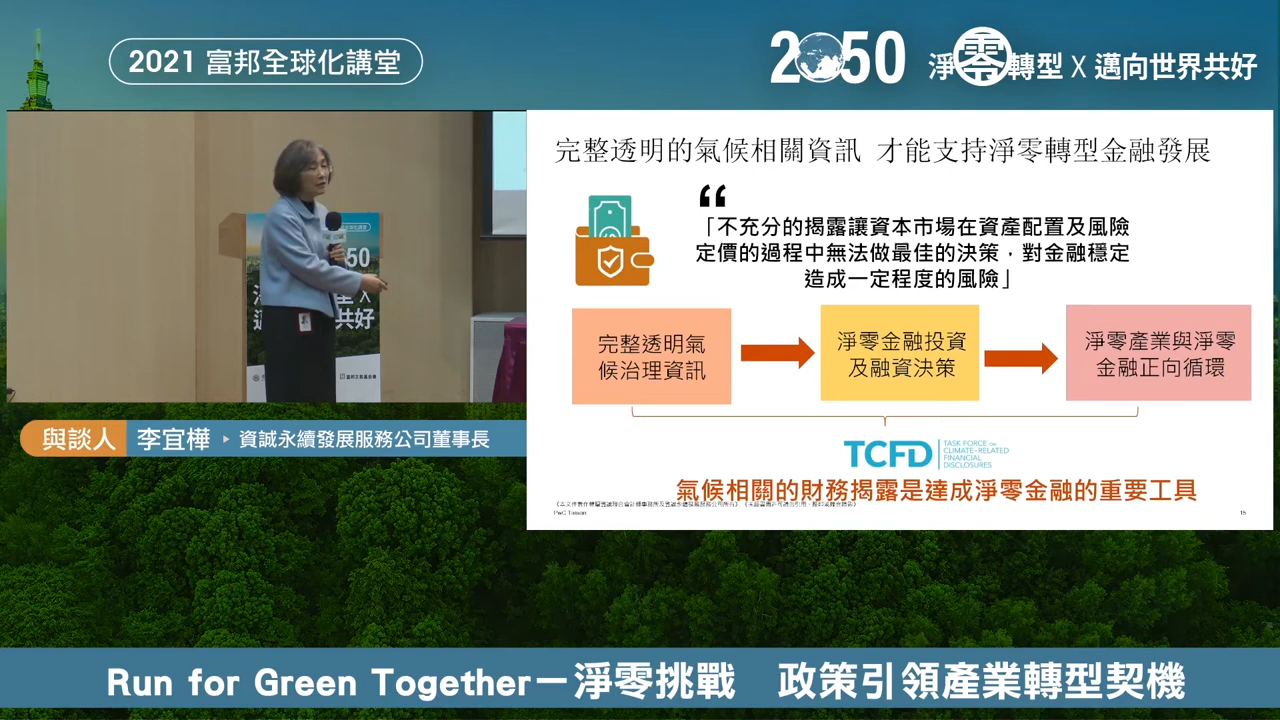 2021 富邦全球化講堂
2050 淨零轉型 X 邁向世界共好
完整透明的氣候相關資訊 才能支持淨零轉型金融發展
“
「不充分的揭露讓資本市場在資產配置及風險
定價的過程中無法做最佳的決策，對金融穩定
造成一定程度的風險」
完整透明氣
候治理資訊
淨零金融投資
及融資決策
淨零產業與淨零
金融正向循環
TCFD
TASK FORCE ON
CLIMATE-RELATED
FINANCIAL
DISCLOSURES
氣候相關的財務揭露是達成淨零金融的重要工具
PwC Taiwan
15
50
型 X
共好
與談人 李宜樺 ▸ 資誠永續發展服務公司董事長
Run for Green Together－淨零挑戰 政策引領產業轉型契機